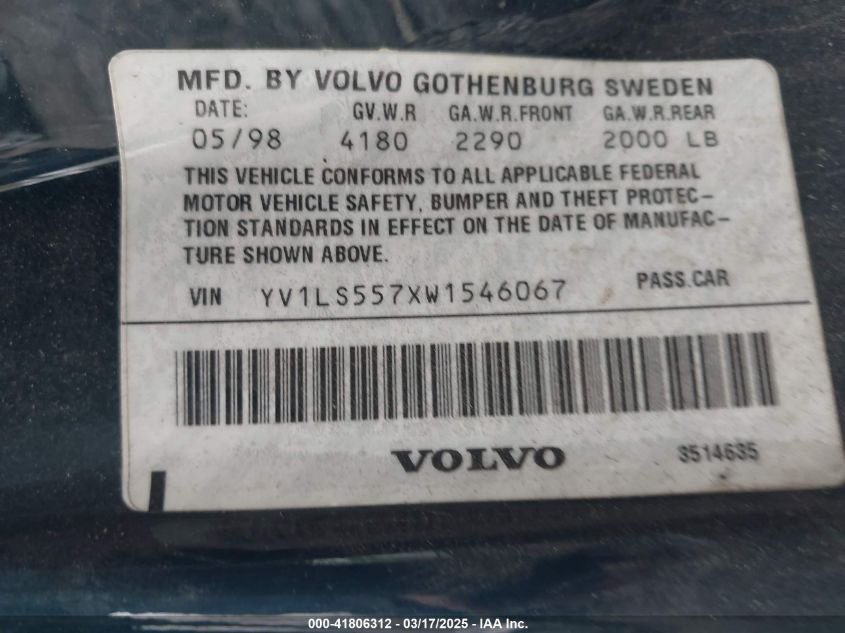 MFD. BY VOLVO GOTHENBURG SWEDEN
DATE: GV.W.R GA.W.R.FRONT GA.W.R.REAR
05/98 4180 2290 2000 LB
THIS VEHICLE CONFORMS TO ALL APPLICABLE FEDERAL
MOTOR VEHICLE SAFETY, BUMPER AND THEFT PROTEC-
TION STANDARDS IN EFFECT ON THE DATE OF MANUFAC-
TURE SHOWN ABOVE.
VIN YV1LS557XW1546067 PASS.CAR
VOLVO 3514635
000-41806312 - 03/17/2025 - IAA Inc.